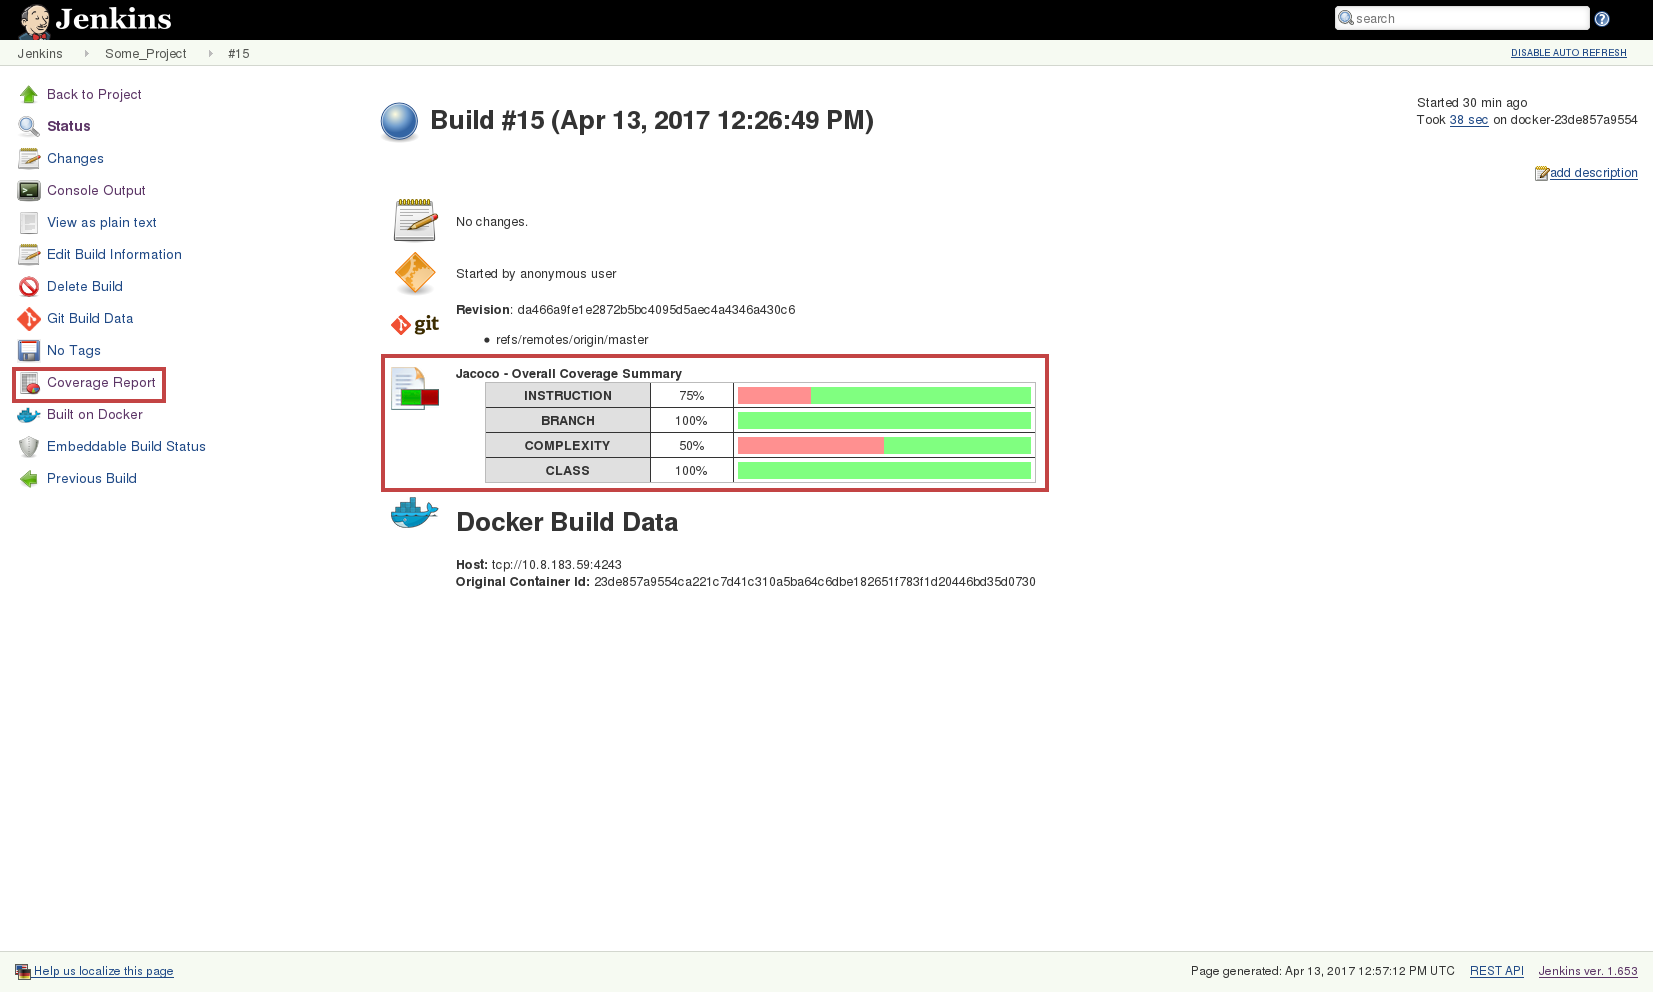 Jenkins
search
Jenkins Some_Project #15
DISABLE AUTO REFRESH
Back to Project
Status
Changes
Console Output
View as plain text
Edit Build Information
Delete Build
Git Build Data
No Tags
Coverage Report
Built on Docker
Embeddable Build Status
Previous Build
Build #15 (Apr 13, 2017 12:26:49 PM)
Started 30 min ago
Took 38 sec on docker-23de857a9554
add description
No changes.
Started by anonymous user
git
Revision: da466a9fe1e2872b5bc4095d5aec4a4346a430c6
• refs/remotes/origin/master
Jacoco - Overall Coverage Summary
INSTRUCTION 75%
BRANCH 100%
COMPLEXITY 50%
CLASS 100%
Docker Build Data
Host: tcp://10.8.183.59:4243
Original Container Id: 23de857a9554ca221c7d41c310a5ba64c6dbe182651f783f1d20446bd35d0730
Help us localize this page
Page generated: Apr 13, 2017 12:57:12 PM UTC REST API Jenkins ver. 1.653